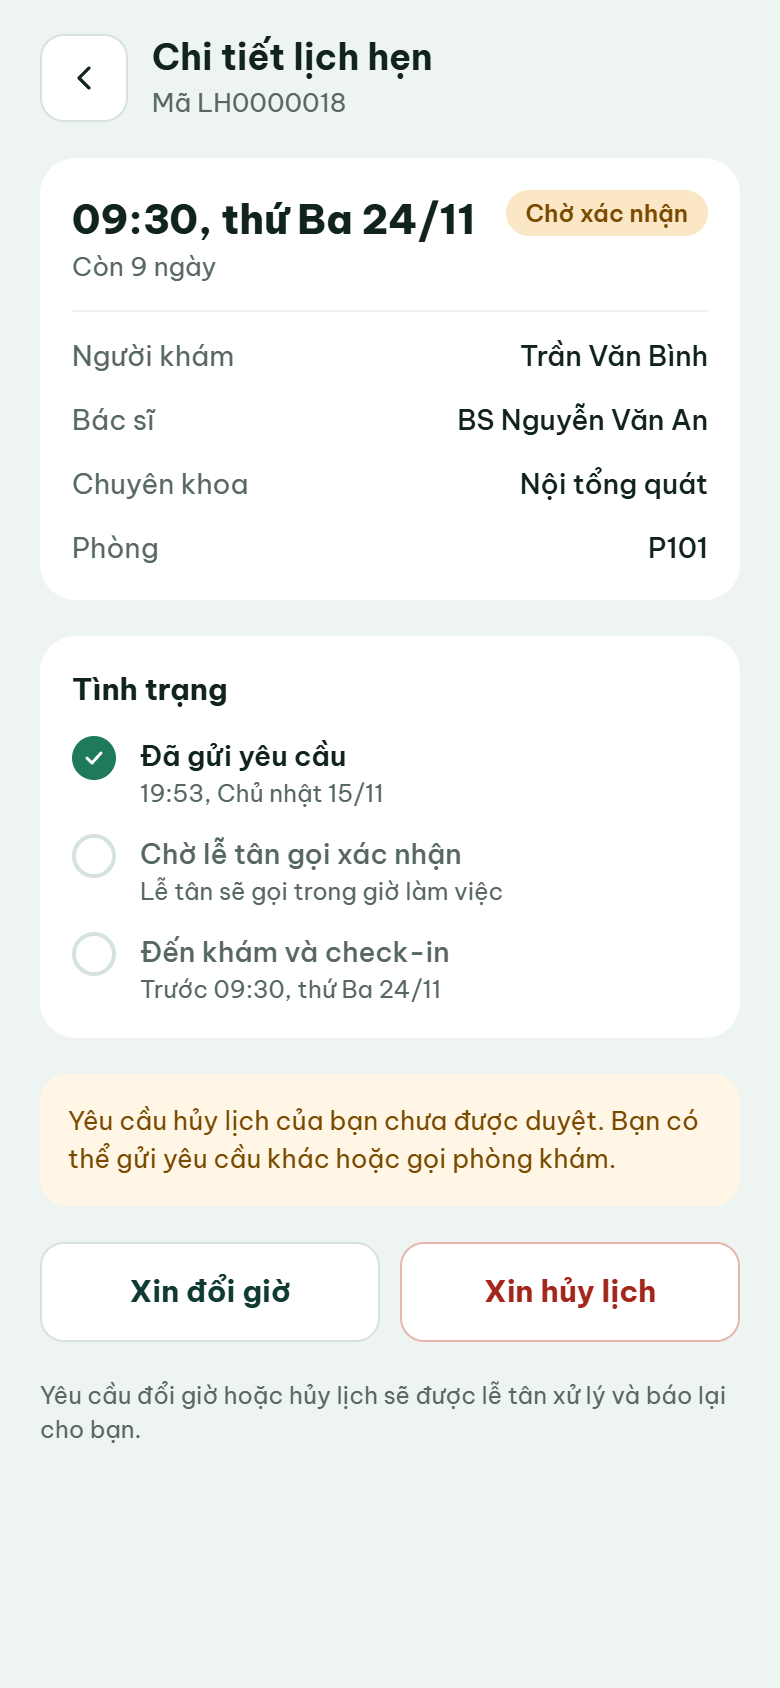 Chi tiết lịch hẹn
Mã LH0000018
09:30, thứ Ba 24/11
Chờ xác nhận
Còn 9 ngày
Người khám
Trần Văn Bình
Bác sĩ
BS Nguyễn Văn An
Chuyên khoa
Nội tổng quát
Phòng
P101
Tình trạng
Đã gửi yêu cầu
19:53, Chủ nhật 15/11
Chờ lễ tân gọi xác nhận
Lễ tân sẽ gọi trong giờ làm việc
Đến khám và check-in
Trước 09:30, thứ Ba 24/11
Yêu cầu hủy lịch của bạn chưa được duyệt. Bạn có
thể gửi yêu cầu khác hoặc gọi phòng khám.
Xin đổi giờ
Xin hủy lịch
Yêu cầu đổi giờ hoặc hủy lịch sẽ được lễ tân xử lý và báo lại
cho bạn.